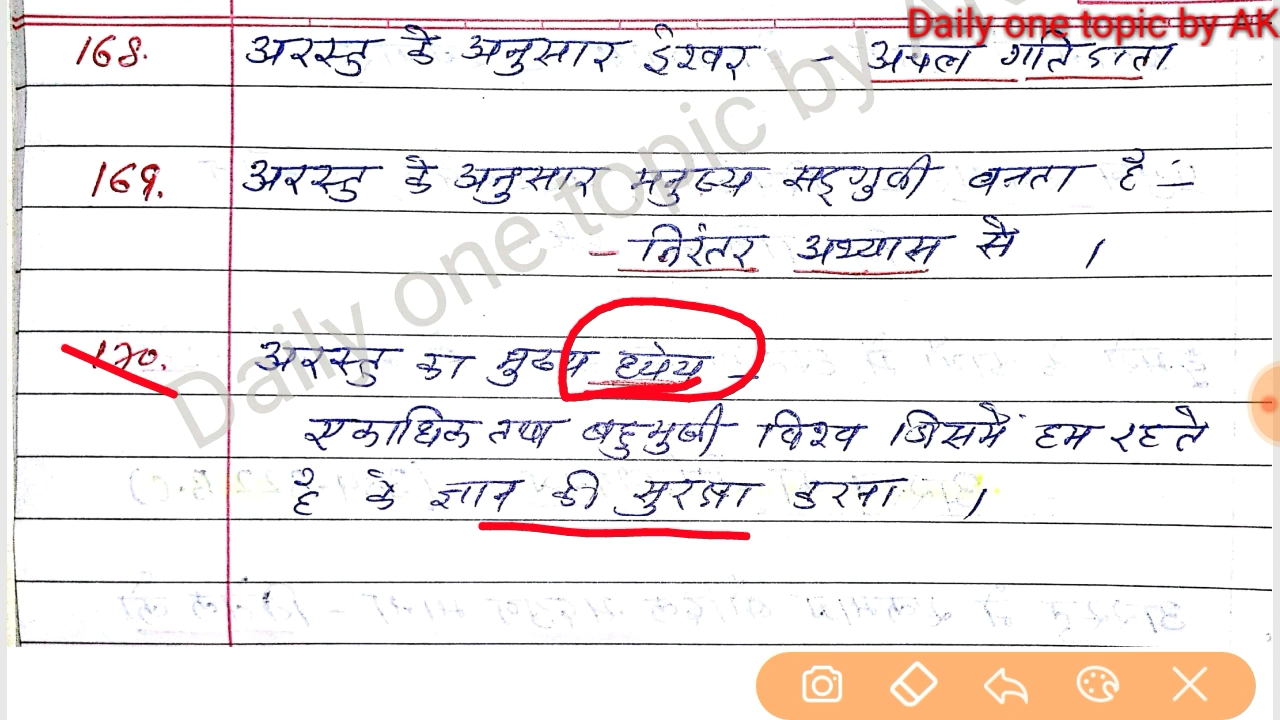 Daily one topic by AK
168. अरस्तु के अनुसार ईश्वर - अचल गतिदाता
169. अरस्तु के अनुसार मनुष्य सद्गुणी बनता है :-
- निरंतर अभ्यास से ।
170. अरस्तु का मुख्य ध्येय -
एकाधिक तथा बहुमुखी विश्व जिसमें हम रहते
है के ज्ञान की सुरक्षा करना ।
Daily one topic by AK